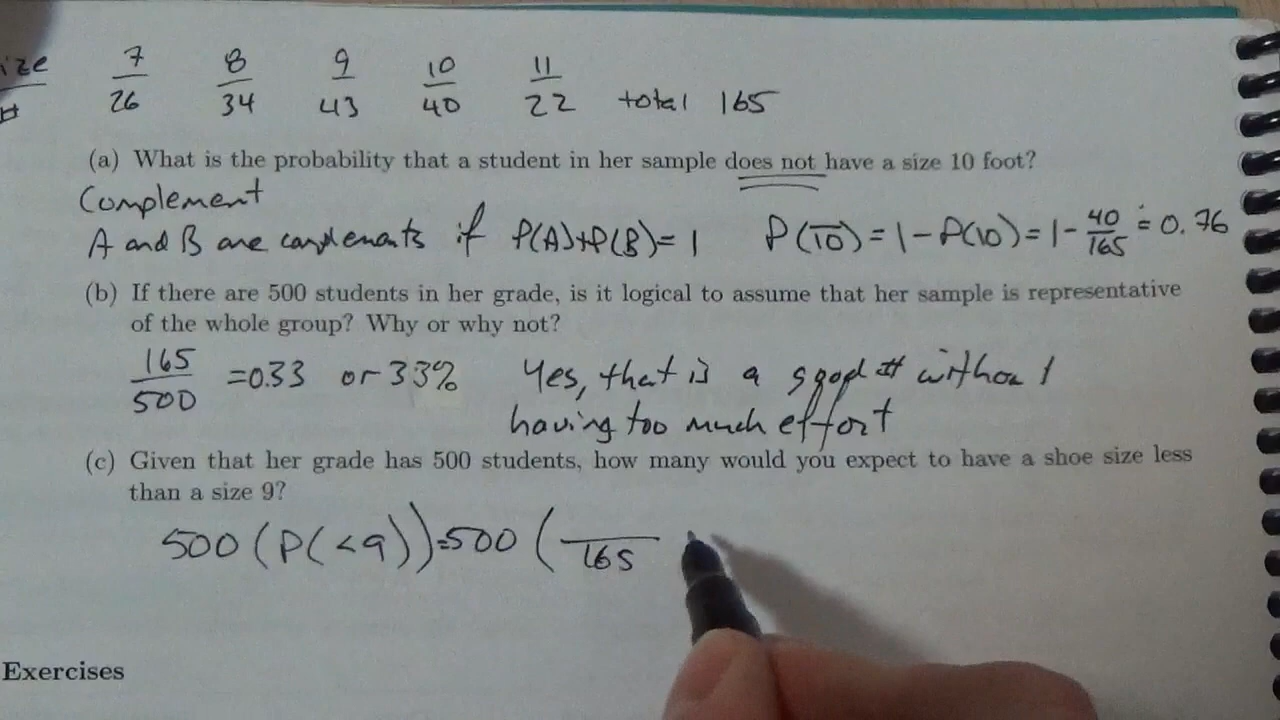 ize 7 8 9 10 11
# 26 34 43 40 22 total 165
(a) What is the probability that a student in her sample does not have a size 10 foot?
Complement
A and B are complements if P(A)+P(B)=1 P(1̅0̅)=1-P(10)=1-40/165≐0.76
(b) If there are 500 students in her grade, is it logical to assume that her sample is representative
of the whole group? Why or why not?
165/500 =0.33 or 33% Yes, that is a good # without
having too much effort
(c) Given that her grade has 500 students, how many would you expect to have a shoe size less
than a size 9?
500(P(<9))=500( /165
Exercises